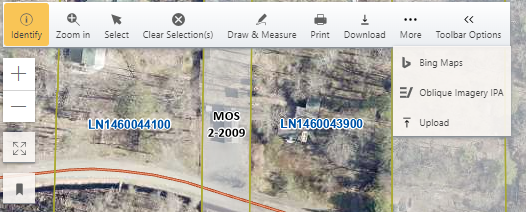 Identify Zoom in Select Clear Selection(s) Draw & Measure Print Download More Toolbar Options
Bing Maps
Oblique Imagery IPA
Upload
MOS
2-2009
LN1460044100
LN1460043900